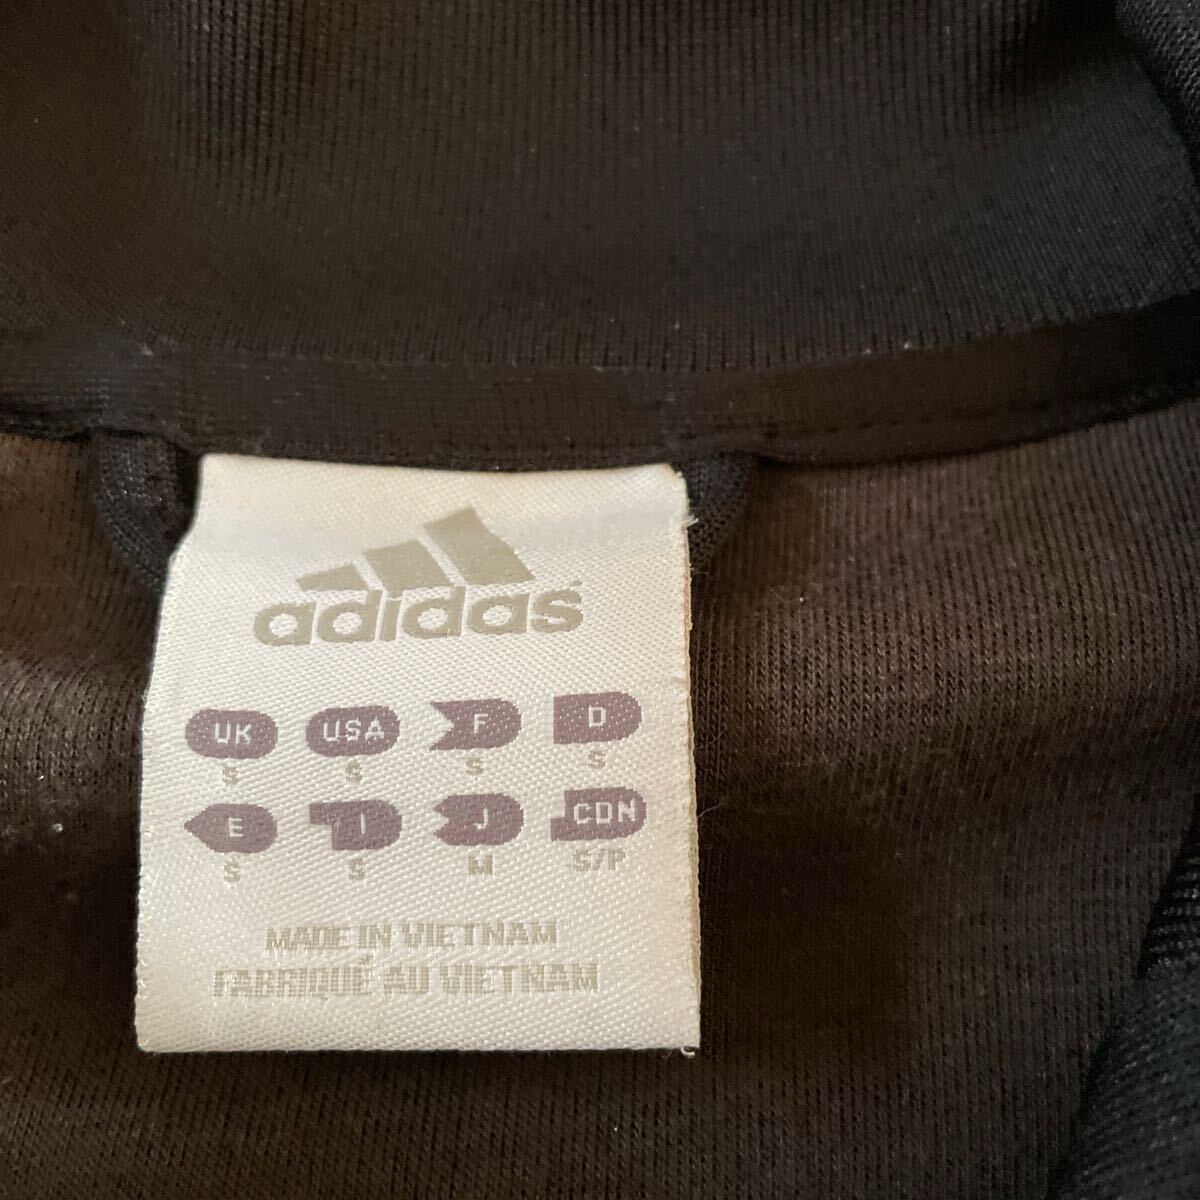 adidas
UK USA F D
S S S S
E I J CDN
S S M S/P
MADE IN VIETNAM
FABRIQUÉ AU VIETNAM